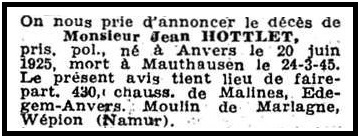 On nous prie d'annoncer le décès de
Monsieur Jean HOTTLET,
pris. pol., né à Anvers le 20 juin
1925, mort à Mauthausen le 24-3-45.
Le présent avis tient lieu de faire-
part. 430, chauss. de Malines, Ede-
gem-Anvers. Moulin de Marlagne,
Wépion (Namur).